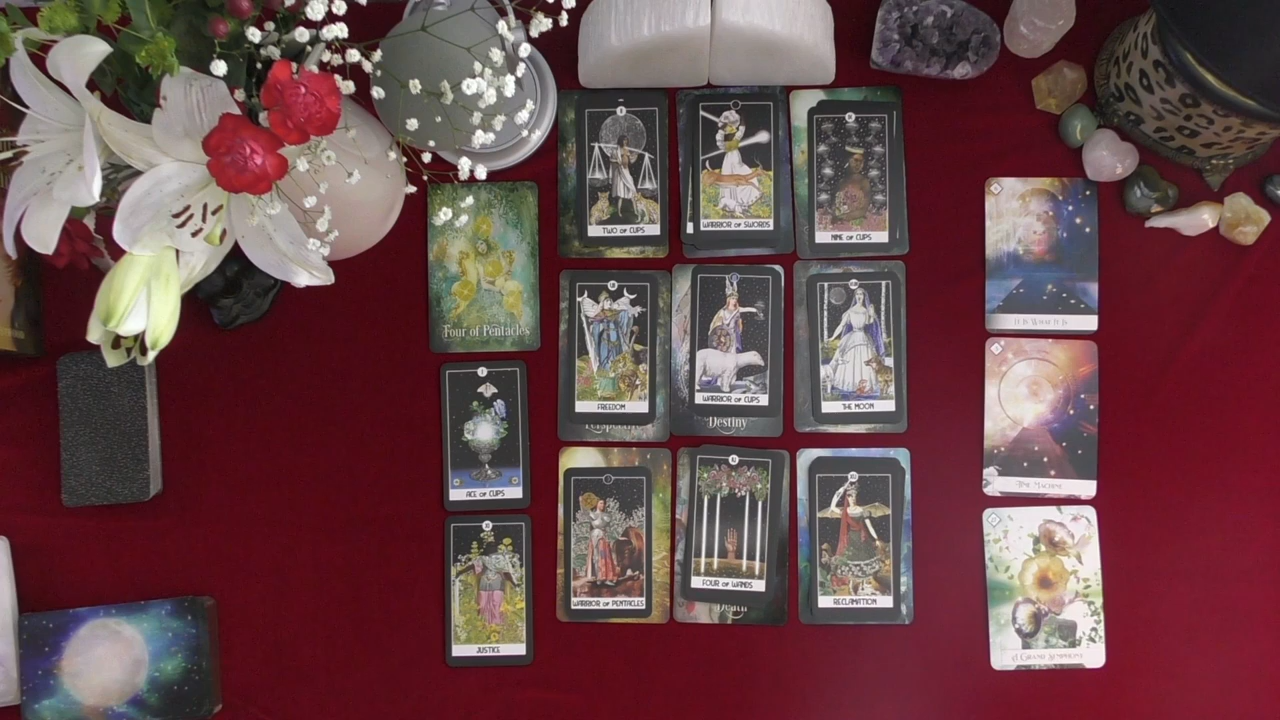 Four of Pentacles
ACE OF CUPS
JUSTICE
TWO OF CUPS
WARRIOR OF SWORDS
NINE OF CUPS
FREEDOM
Perspective
WARRIOR OF CUPS
Destiny
THE MOON
WARRIOR OF PENTACLES
FOUR OF WANDS
Death
RECLAMATION
IT IS WHAT IT IS
TIME MACHINE
A GRAND SYMPHONY